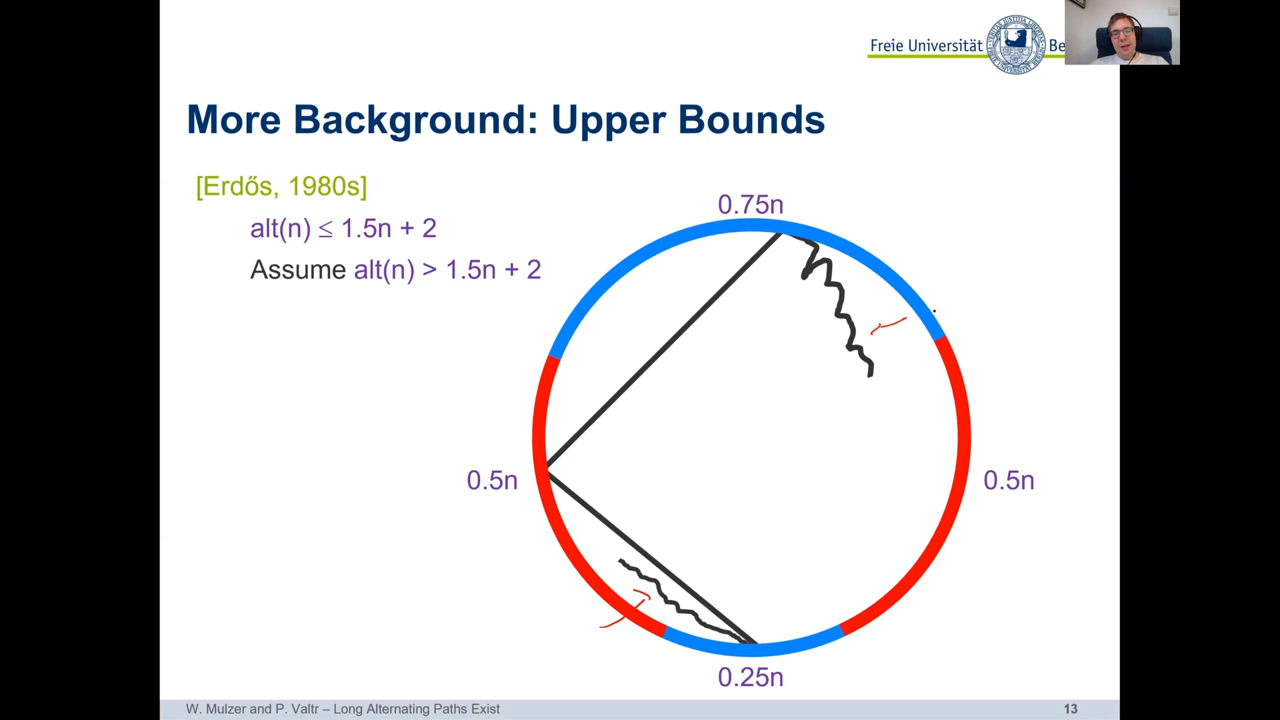 Freie Universität Be
More Background: Upper Bounds
[Erdős, 1980s]
alt(n) ≤ 1.5n + 2
Assume alt(n) > 1.5n + 2
0.75n
0.5n
0.5n
0.25n
W. Mulzer and P. Valtr – Long Alternating Paths Exist
13